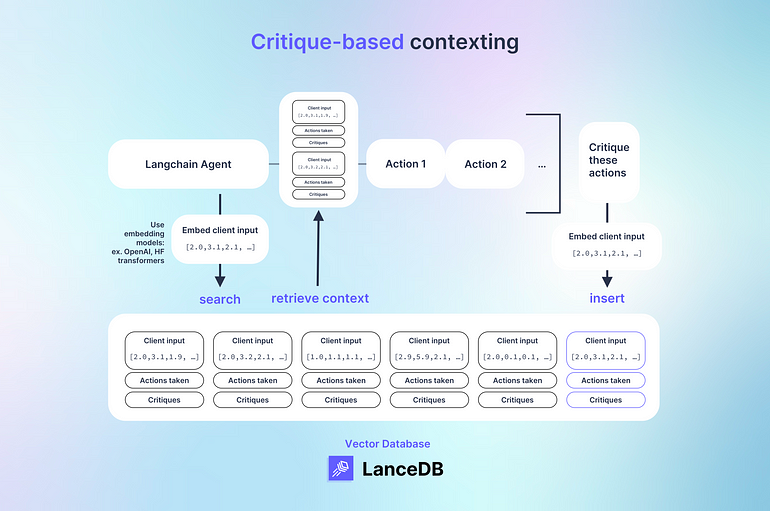 Critique-based contexting
Client input
[2.0,3.1,1.9, …]
Actions taken
Critiques
Client input
[2.0,3.2,2.1, …]
Actions taken
Critiques
Langchain Agent
Action 1
Action 2
...
Critique
these
actions
Use
embedding
models:
ex. OpenAI, HF
transformers
Embed client input
[2.0,3.1,2.1, …]
Embed client input
[2.0,3.1,2.1, …]
search
retrieve context
insert
Client input
[2.0,3.1,1.9, …]
Actions taken
Critiques
Client input
[2.0,3.2,2.1, …]
Actions taken
Critiques
Client input
[1.0,1.1,1.1, …]
Actions taken
Critiques
Client input
[2.9,5.9,2.1, …]
Actions taken
Critiques
Client input
[2.0,0.1,0.1, …]
Actions taken
Critiques
Client input
[2.0,3.1,2.1, …]
Actions taken
Critiques
Vector Database
LanceDB